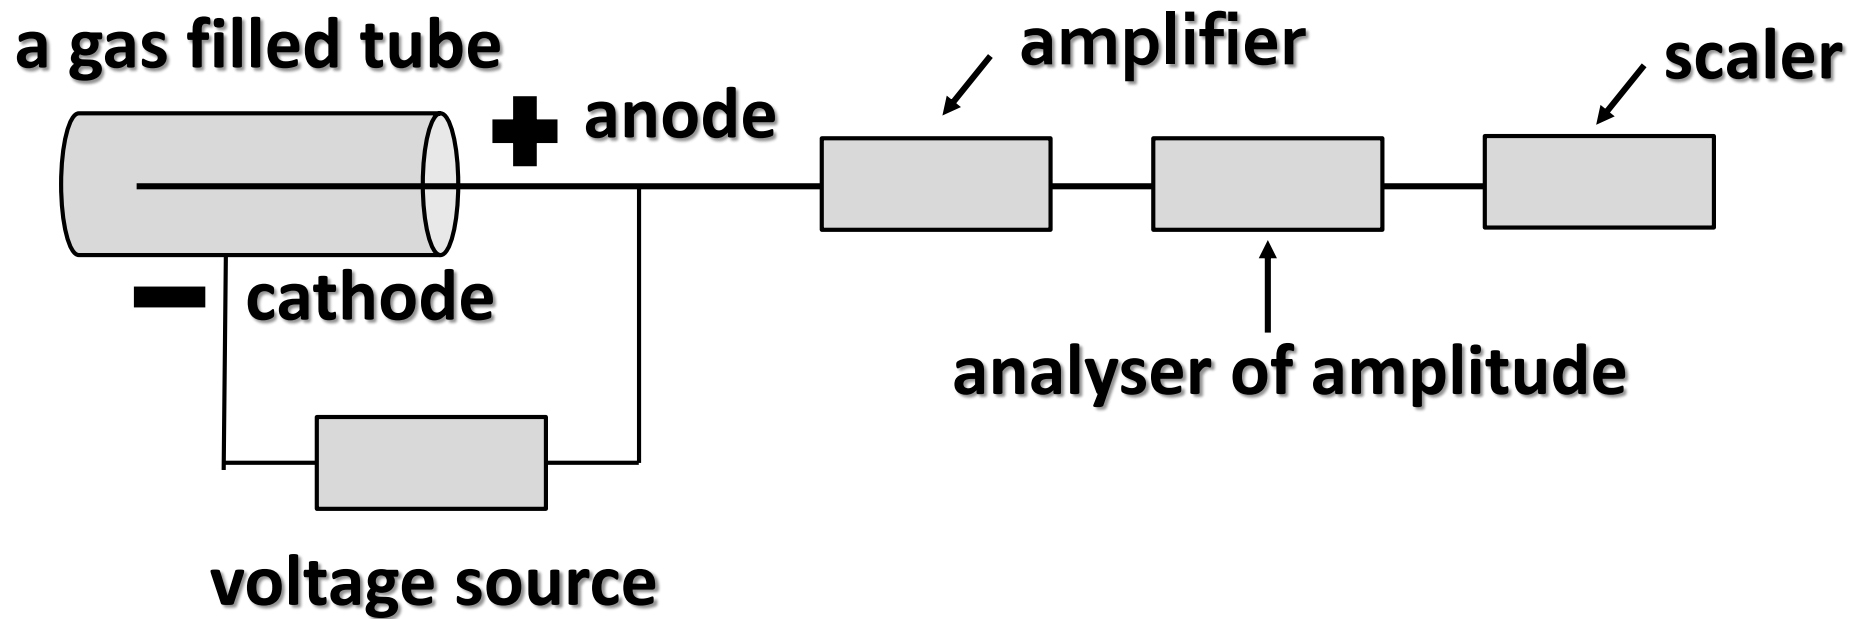 a gas filled tube
amplifier
scaler
+ anode
- cathode
analyser of amplitude
voltage source